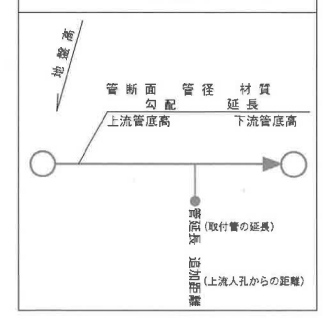 地盤高
管断面 管径 材質
勾配 延長
上流管底高 下流管底高
管延長 (取付管の延長)
追加距離 (上流人孔からの距離)